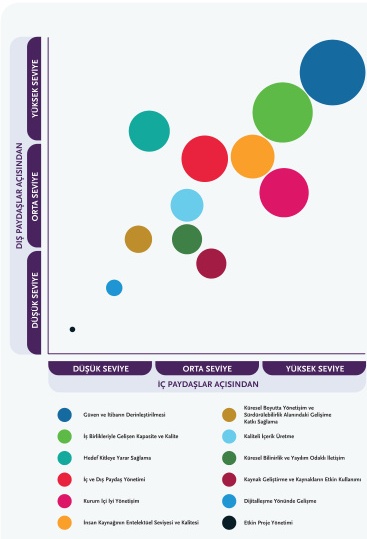 DIŞ PAYDAŞLAR AÇISINDAN
YÜKSEK SEVİYE
ORTA SEVİYE
DÜŞÜK SEVİYE
DÜŞÜK SEVİYE
ORTA SEVİYE
YÜKSEK SEVİYE
İÇ PAYDAŞLAR AÇISINDAN
Güven ve İtibarın Derinleştirilmesi
İş Birlikleriyle Gelişen Kapasite ve Kalite
Hedef Kitleye Yarar Sağlama
İç ve Dış Paydaş Yönetimi
Kurum İçi İyi Yönetişim
İnsan Kaynağının Entelektüel Seviyesi ve Kalitesi
Küresel Boyutta Yönetişim ve
Sürdürülebilirlik Alanındaki Gelişime
Katkı Sağlama
Kaliteli İçerik Üretme
Küresel Bilinirlik ve Yayılım Odaklı İletişim
Kaynak Geliştirme ve Kaynakların Etkin Kullanımı
Dijitalleşme Yönünde Gelişme
Etkin Proje Yönetimi